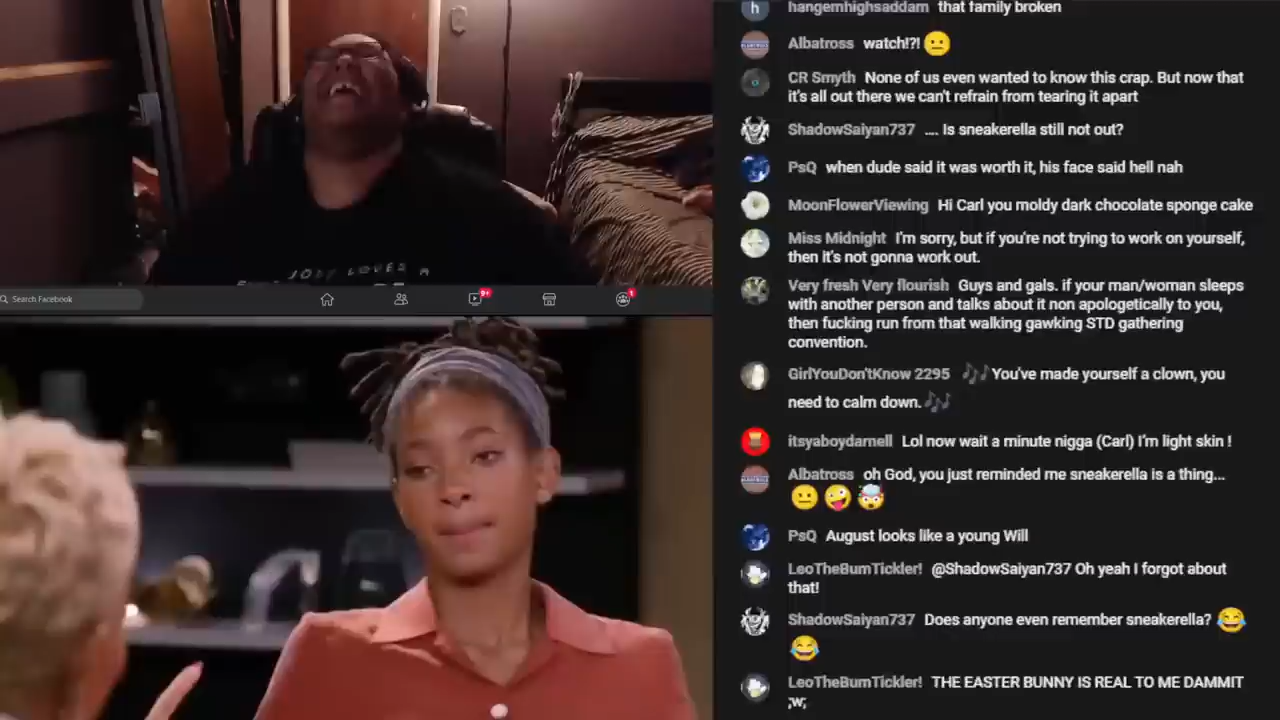 JODY LOVES A
Search Facebook
9+
1
h hangemhighsaddam that family broken
Albatross watch!?! 😐
CR Smyth None of us even wanted to know this crap. But now that
it's all out there we can't refrain from tearing it apart
ShadowSaiyan737 .... Is sneakerella still not out?
PsQ when dude said it was worth it, his face said hell nah
MoonFlowerViewing Hi Carl you moldy dark chocolate sponge cake
Miss Midnight I'm sorry, but if you're not trying to work on yourself,
then it's not gonna work out.
Very fresh Very flourish Guys and gals. if your man/woman sleeps
with another person and talks about it non apologetically to you,
then fucking run from that walking gawking STD gathering
convention.
GirlYouDon'tKnow 2295 🎶You've made yourself a clown, you
need to calm down.🎶
itsyaboydarnell Lol now wait a minute nigga (Carl) I'm light skin !
Albatross oh God, you just reminded me sneakerella is a thing...
😐🤪🤯
PsQ August looks like a young Will
LeoTheBumTickler! @ShadowSaiyan737 Oh yeah I forgot about
that!
ShadowSaiyan737 Does anyone even remember sneakerella? 😂
😂
LeoTheBumTickler! THE EASTER BUNNY IS REAL TO ME DAMMIT
;w;